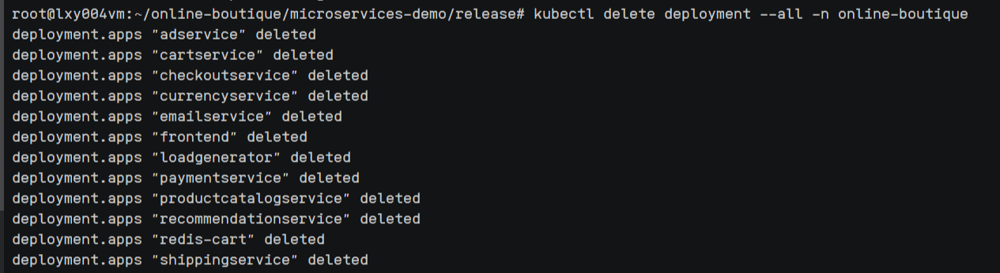 root@lxy004vm:~/online-boutique/microservices-demo/release# kubectl delete deployment --all -n online-boutique
deployment.apps "adservice" deleted
deployment.apps "cartservice" deleted
deployment.apps "checkoutservice" deleted
deployment.apps "currencyservice" deleted
deployment.apps "emailservice" deleted
deployment.apps "frontend" deleted
deployment.apps "loadgenerator" deleted
deployment.apps "paymentservice" deleted
deployment.apps "productcatalogservice" deleted
deployment.apps "recommendationservice" deleted
deployment.apps "redis-cart" deleted
deployment.apps "shippingservice" deleted